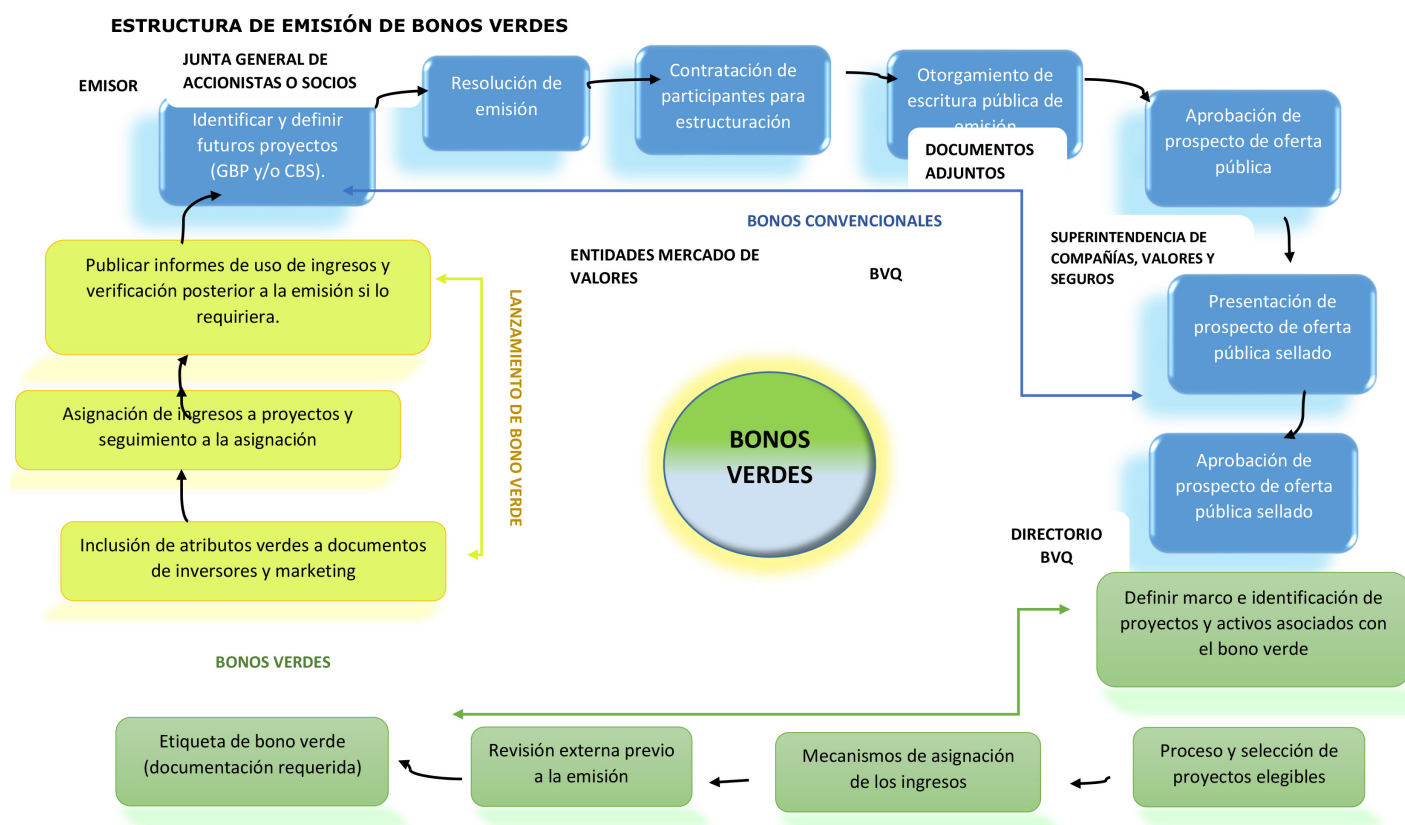 ESTRUCTURA DE EMISIÓN DE BONOS VERDES
EMISOR
JUNTA GENERAL DE
ACCIONISTAS O SOCIOS
Identificar y definir
futuros proyectos
(GBP y/o CBS).
Resolución de
emisión
Contratación de
participantes para
estructuración
Otorgamiento de
escritura pública de
emisión
DOCUMENTOS
ADJUNTOS
Aprobación de
prospecto de oferta
pública
BONOS CONVENCIONALES
ENTIDADES MERCADO DE
VALORES
BVQ
SUPERINTENDENCIA DE
COMPAÑÍAS, VALORES Y
SEGUROS
Presentación de
prospecto de oferta
pública sellado
Aprobación de
prospecto de oferta
pública sellado
DIRECTORIO
BVQ
Definir marco e identificación de
proyectos y activos asociados con
el bono verde
Proceso y selección de
proyectos elegibles
Mecanismos de asignación
de los ingresos
Revisión externa previo
a la emisión
Etiqueta de bono verde
(documentación requerida)
BONOS VERDES
Inclusión de atributos verdes a documentos
de inversores y marketing
Asignación de ingresos a proyectos y
seguimiento a la asignación
Publicar informes de uso de ingresos y
verificación posterior a la emisión si lo
requiriera.
LANZAMIENTO DE BONO VERDE
BONOS
VERDES